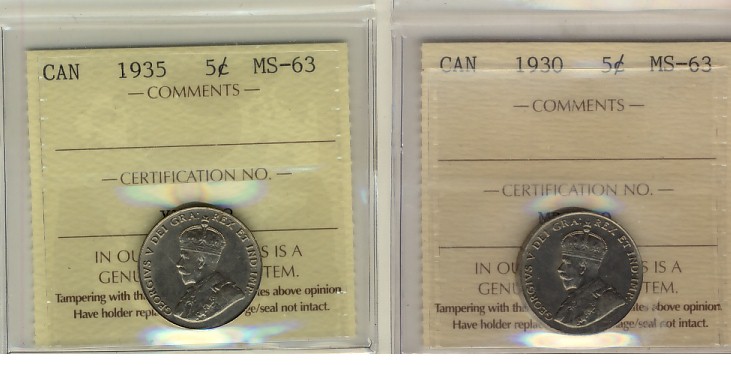 CAN 1935 5¢ MS-63
— COMMENTS —
— CERTIFICATION NO. —
IN OU S IS A
GENU TEM.
Tampering with th tes above opinion
Have holder repl ge/seal not intact.
GEORGIVS V DEI GRA: REX ET IND:IMP:
CAN 1930 5¢ MS-63
— COMMENTS —
— CERTIFICATION NO. —
IN OU S IS A
GENU TEM.
Tampering with the ates above opinion
Have holder repla age/seal not intact.
GEORGIVS V DEI GRA: REX ET IND:IMP: